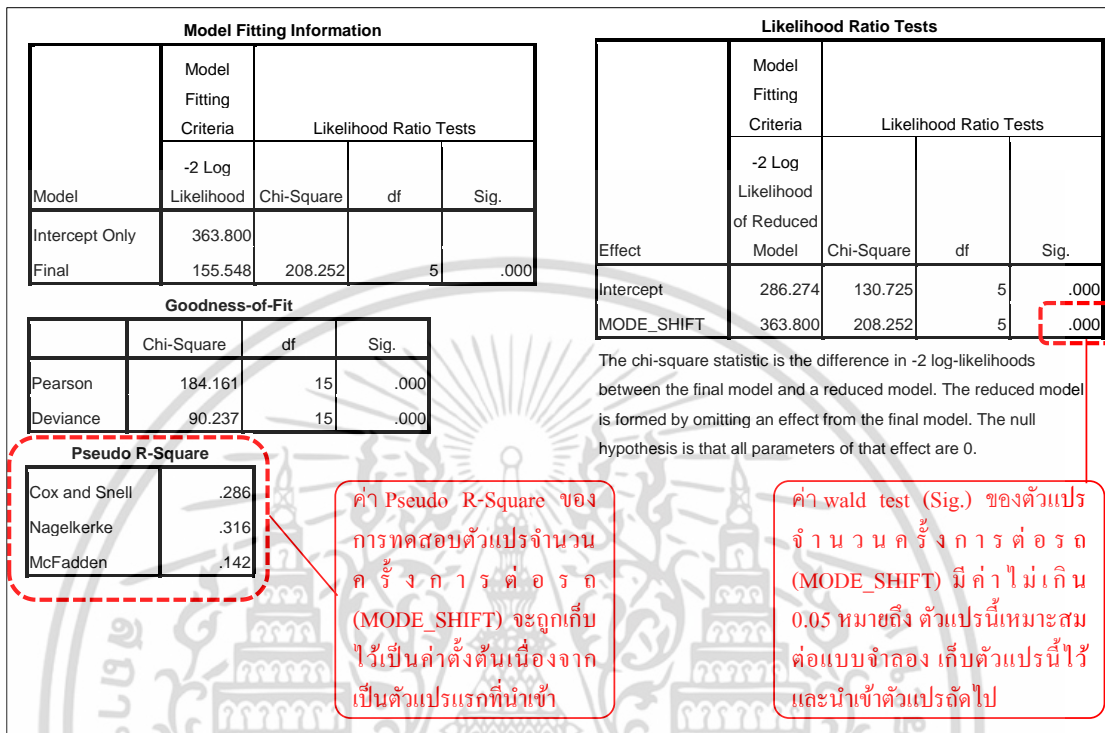 Model Fitting Information
Model
Fitting
Criteria
Likelihood Ratio Tests
Model
-2 Log
Likelihood
Chi-Square
df
Sig.
Intercept Only 363.800
Final 155.548 208.252 5 .000
Goodness-of-Fit
Chi-Square df Sig.
Pearson 184.161 15 .000
Deviance 90.237 15 .000
Pseudo R-Square
Cox and Snell .286
Nagelkerke .316
McFadden .142
ค่า Pseudo R-Square ของ
การทดสอบตัวแปรจำนวน
ครั้งการต่อรถ
(MODE_SHIFT) จะถูกเก็บ
ไว้เป็นค่าตั้งต้นเนื่องจาก
เป็นตัวแปรแรกที่นำเข้า
Likelihood Ratio Tests
Model
Fitting
Criteria
Likelihood Ratio Tests
Effect
-2 Log
Likelihood
of Reduced
Model
Chi-Square
df
Sig.
Intercept 286.274 130.725 5 .000
MODE_SHIFT 363.800 208.252 5 .000
The chi-square statistic is the difference in -2 log-likelihoods
between the final model and a reduced model. The reduced model
is formed by omitting an effect from the final model. The null
hypothesis is that all parameters of that effect are 0.
ค่า wald test (Sig.) ของตัวแปร
จำนวนครั้งการต่อรถ
(MODE_SHIFT) มีค่าไม่เกิน
0.05 หมายถึง ตัวแปรนี้เหมาะสม
ต่อแบบจำลอง เก็บตัวแปรนี้ไว้
และนำเข้าตัวแปรถัดไป